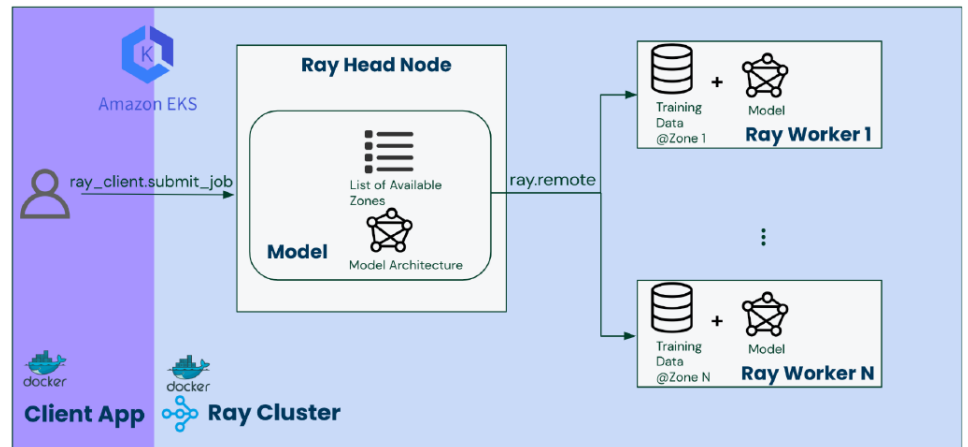 K
Amazon EKS
ray_client.submit_job
Ray Head Node
List of Available
Zones
Model
Model Architecture
ray.remote
Training
Data
@Zone 1
+
Model
Ray Worker 1
Training
Data
@Zone N
+
Model
Ray Worker N
docker
Client App
docker
Ray Cluster